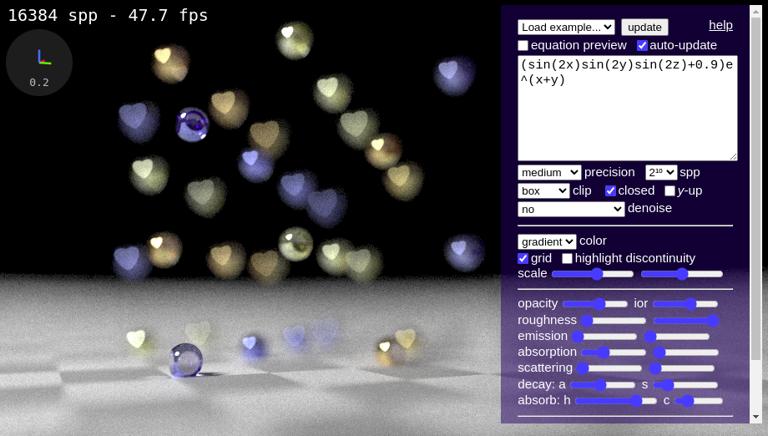 16384 spp - 47.7 fps
0.2
Load example... update help
equation preview auto-update
(sin(2x)sin(2y)sin(2z)+0.9)e
^(x+y)
medium precision 2¹⁰ spp
box clip closed y-up
no denoise
gradient color
grid highlight discontinuity
scale
opacity ior
roughness
emission
absorption
scattering
decay: a s
absorb: h c